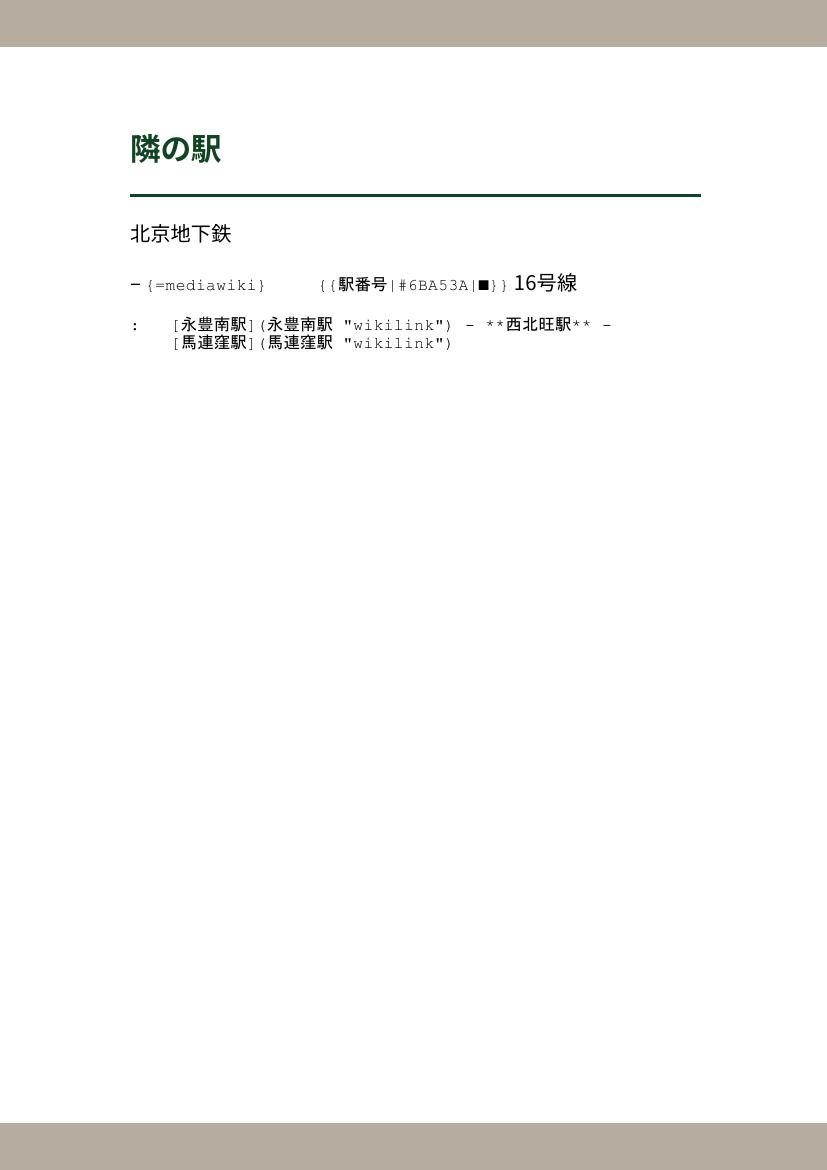 隣の駅
北京地下鉄
– {=mediawiki}     {{駅番号|#6BA53A|■}} 16号線
:   [永豊南駅](永豊南駅 "wikilink") - **西北旺駅** -
    [馬連窪駅](馬連窪駅 "wikilink")